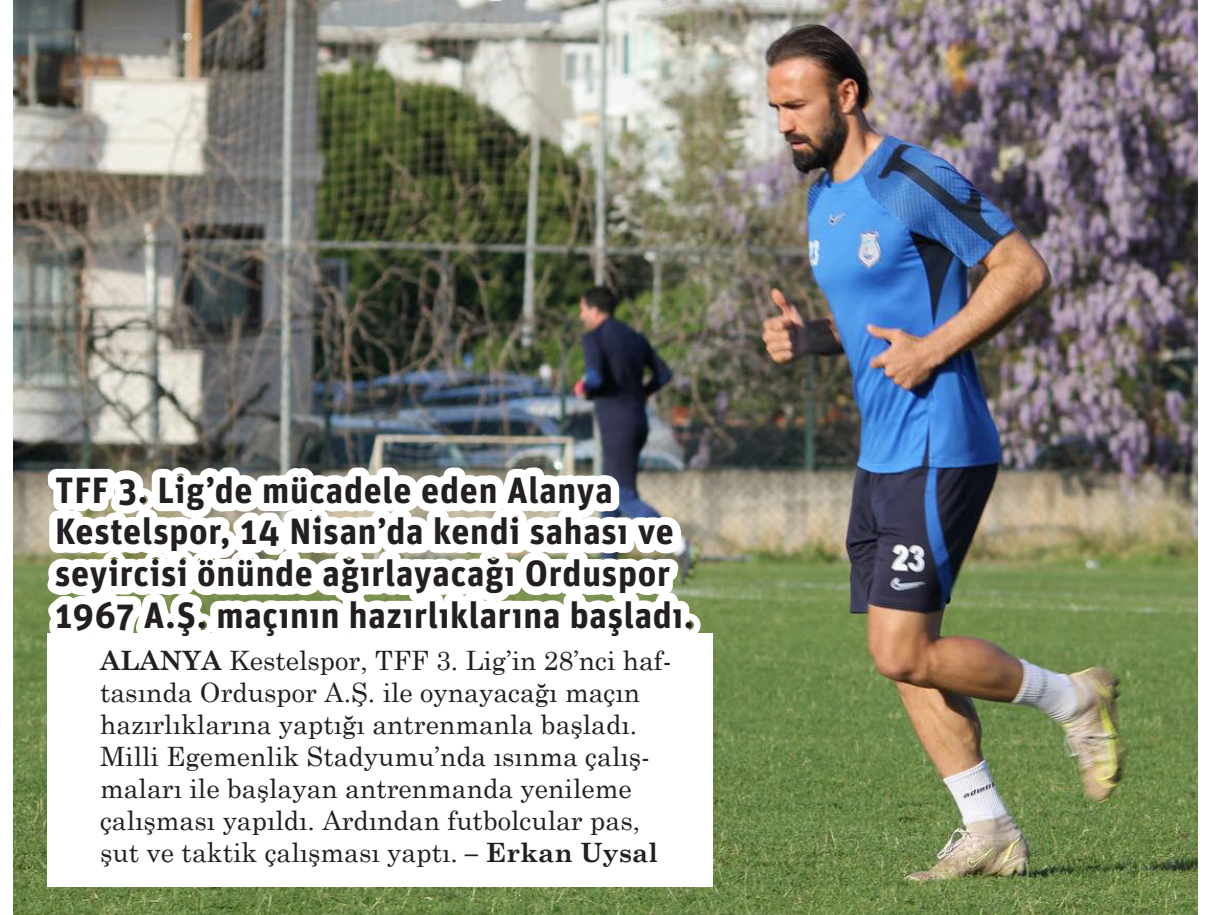 TFF 3. Lig’de mücadele eden Alanya
Kestelspor, 14 Nisan’da kendi sahası ve
seyircisi önünde ağırlayacağı Orduspor
1967 A.Ş. maçının hazırlıklarına başladı.
ALANYA Kestelspor, TFF 3. Lig’in 28’nci haf-
tasında Orduspor A.Ş. ile oynayacağı maçın
hazırlıklarına yaptığı antrenmanla başladı.
Milli Egemenlik Stadyumu’nda ısınma çalış-
maları ile başlayan antrenmanda yenileme
çalışması yapıldı. Ardından futbolcular pas,
şut ve taktik çalışması yaptı. – Erkan Uysal
23
23